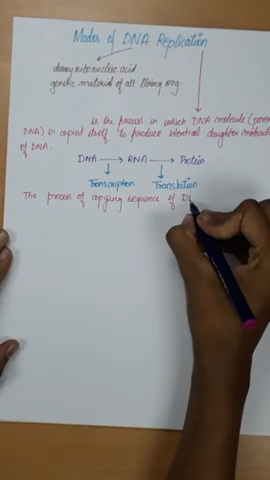 Modes of DNA Replication
deoxyribonucleic acid
genetic material of all living org.
is the process in which DNA molecule (paren
DNA) is copied itself to produce identical daughter molecule
of DNA.
DNA → RNA → Protein
Transcription Translation
The process of copying sequence of D